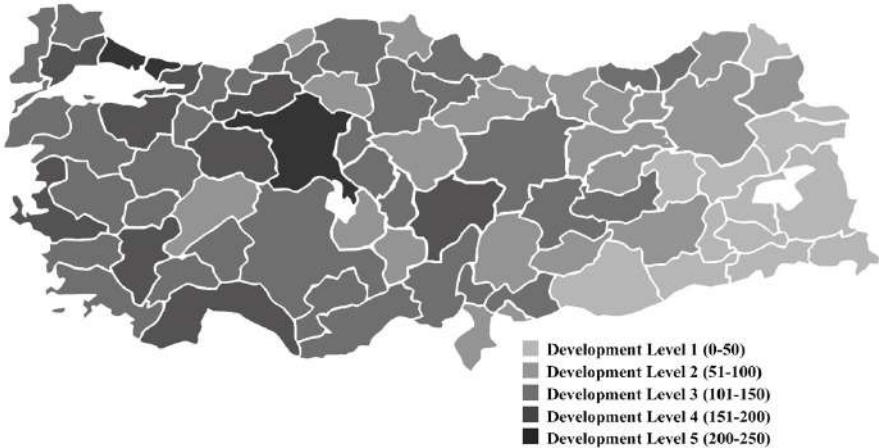 Development Level 1 (0-50)
Development Level 2 (51-100)
Development Level 3 (101-150)
Development Level 4 (151-200)
Development Level 5 (200-250)